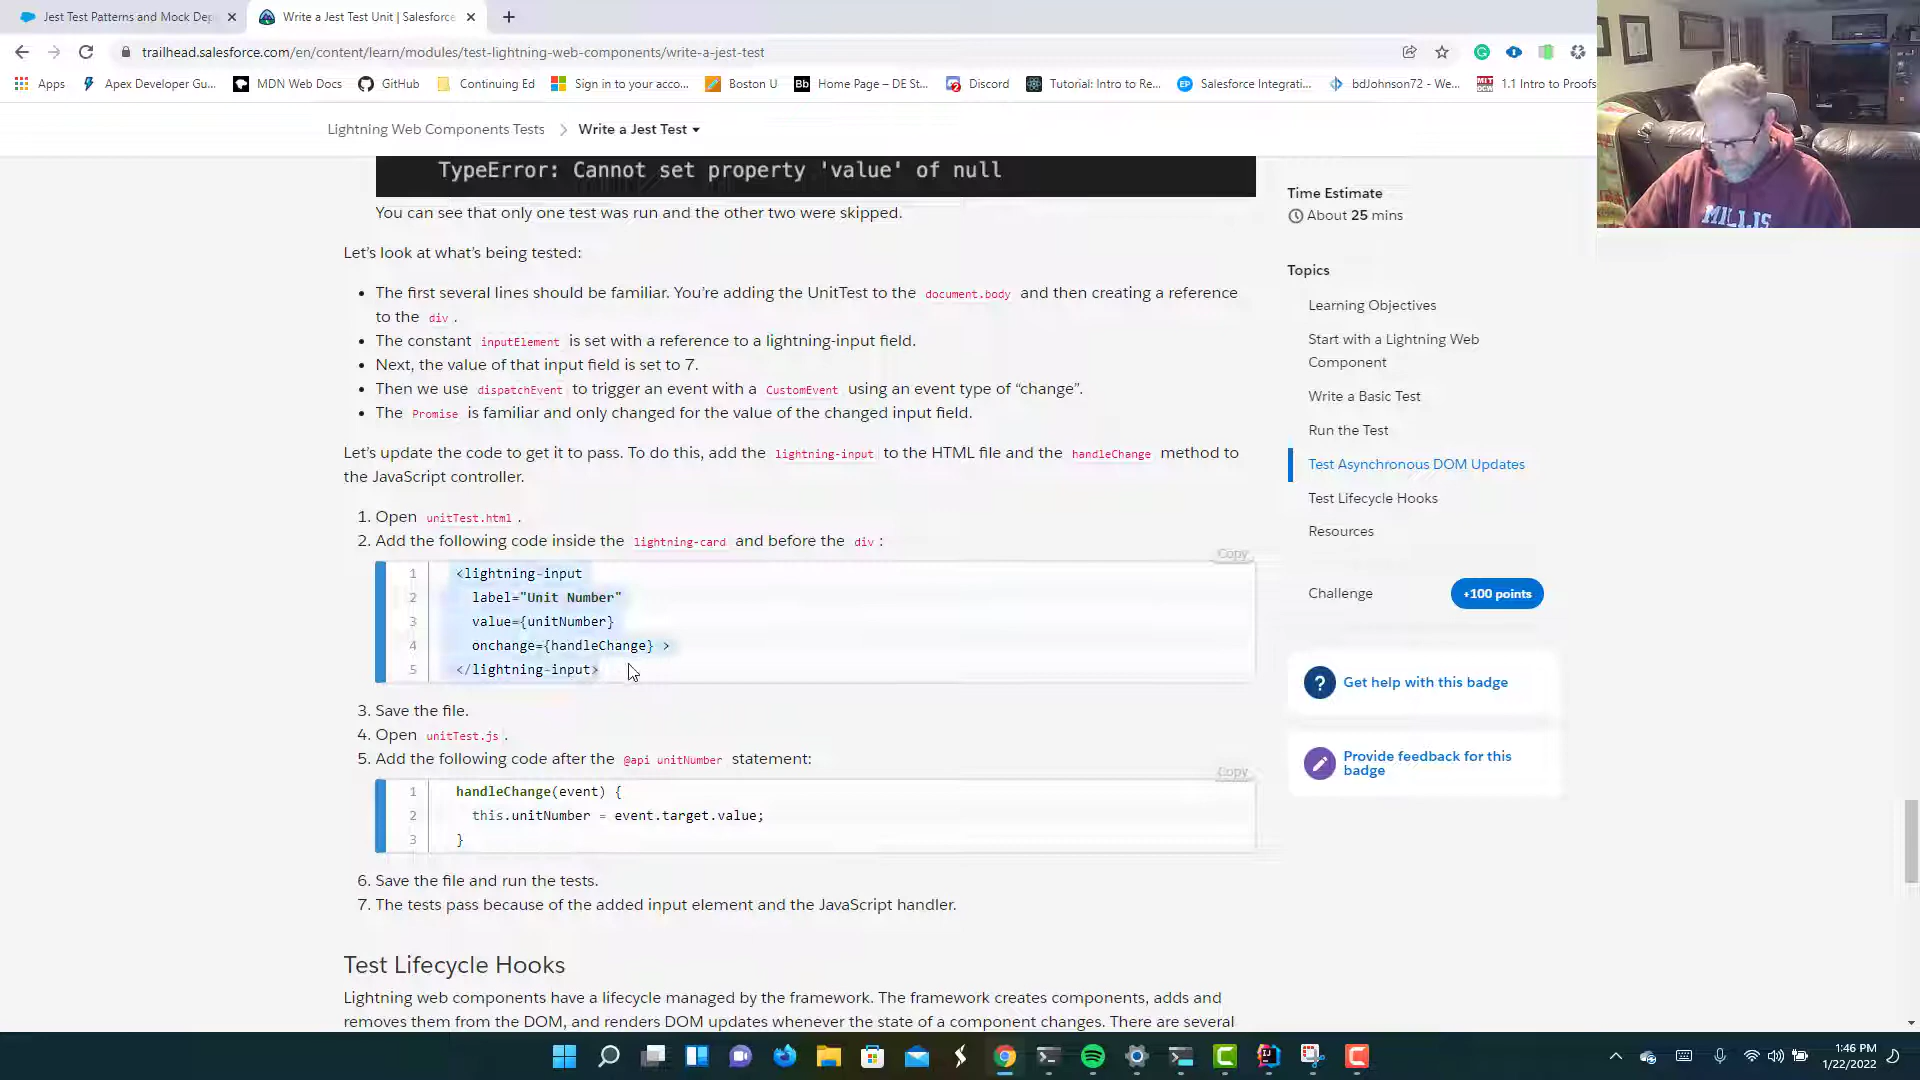 Jest Test Patterns and Mock Dep
Write a Jest Test Unit | Salesforce
trailhead.salesforce.com/en/content/learn/modules/test-lightning-web-components/write-a-jest-test
Apps
Apex Developer Gu...
MDN Web Docs
GitHub
Continuing Ed
Sign in to your acco...
Boston U
Home Page – DE St...
Discord
Tutorial: Intro to Re...
Salesforce Integrati...
bdJohnson72 - We...
1.1 Intro to Proofs
Lightning Web Components Tests
Write a Jest Test
TypeError: Cannot set property 'value' of null
You can see that only one test was run and the other two were skipped.
Let's look at what's being tested:
• The first several lines should be familiar. You're adding the UnitTest to the document.body and then creating a reference
to the div .
• The constant inputElement is set with a reference to a lightning-input field.
• Next, the value of that input field is set to 7.
• Then we use dispatchEvent to trigger an event with a CustomEvent using an event type of “change”.
• The Promise is familiar and only changed for the value of the changed input field.
Let's update the code to get it to pass. To do this, add the lightning-input to the HTML file and the handleChange method to
the JavaScript controller.
1. Open unitTest.html .
2. Add the following code inside the lightning-card and before the div :
Copy
1 <lightning-input
2 label="Unit Number"
3 value={unitNumber}
4 onchange={handleChange} >
5 </lightning-input>
3. Save the file.
4. Open unitTest.js .
5. Add the following code after the @api unitNumber statement:
Copy
1 handleChange(event) {
2 this.unitNumber = event.target.value;
3 }
6. Save the file and run the tests.
7. The tests pass because of the added input element and the JavaScript handler.
Test Lifecycle Hooks
Lightning web components have a lifecycle managed by the framework. The framework creates components, adds and
removes them from the DOM, and renders DOM updates whenever the state of a component changes. There are several
Time Estimate
About 25 mins
Topics
Learning Objectives
Start with a Lightning Web
Component
Write a Basic Test
Run the Test
Test Asynchronous DOM Updates
Test Lifecycle Hooks
Resources
Challenge
+100 points
Get help with this badge
Provide feedback for this
badge
MILLIS
1:46 PM
1/22/2022